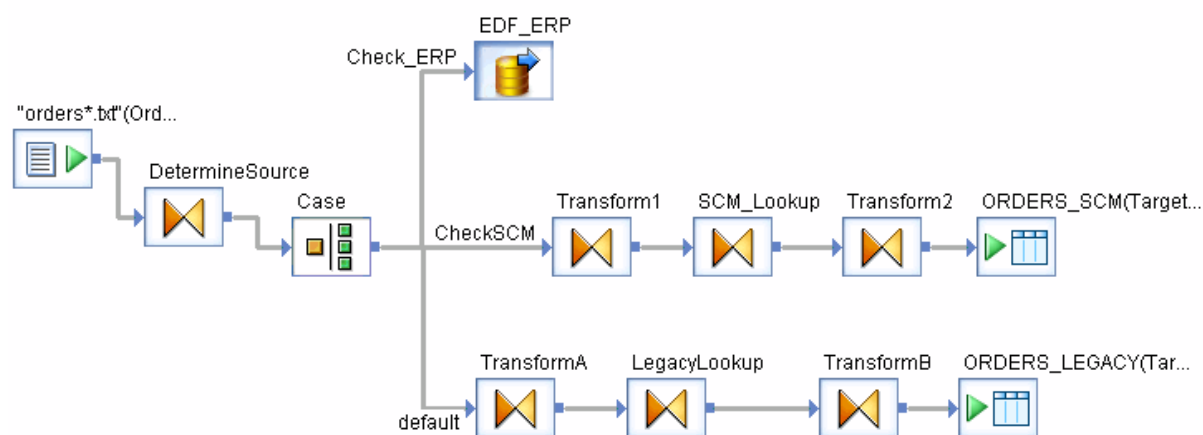 EDF_ERP
Check_ERP
"orders*.txt"(Ord...
DetermineSource
Case
Transform1
SCM_Lookup
Transform2
ORDERS_SCM(Target...
CheckSCM
TransformA
LegacyLookup
TransformB
ORDERS_LEGACY(Tar...
default